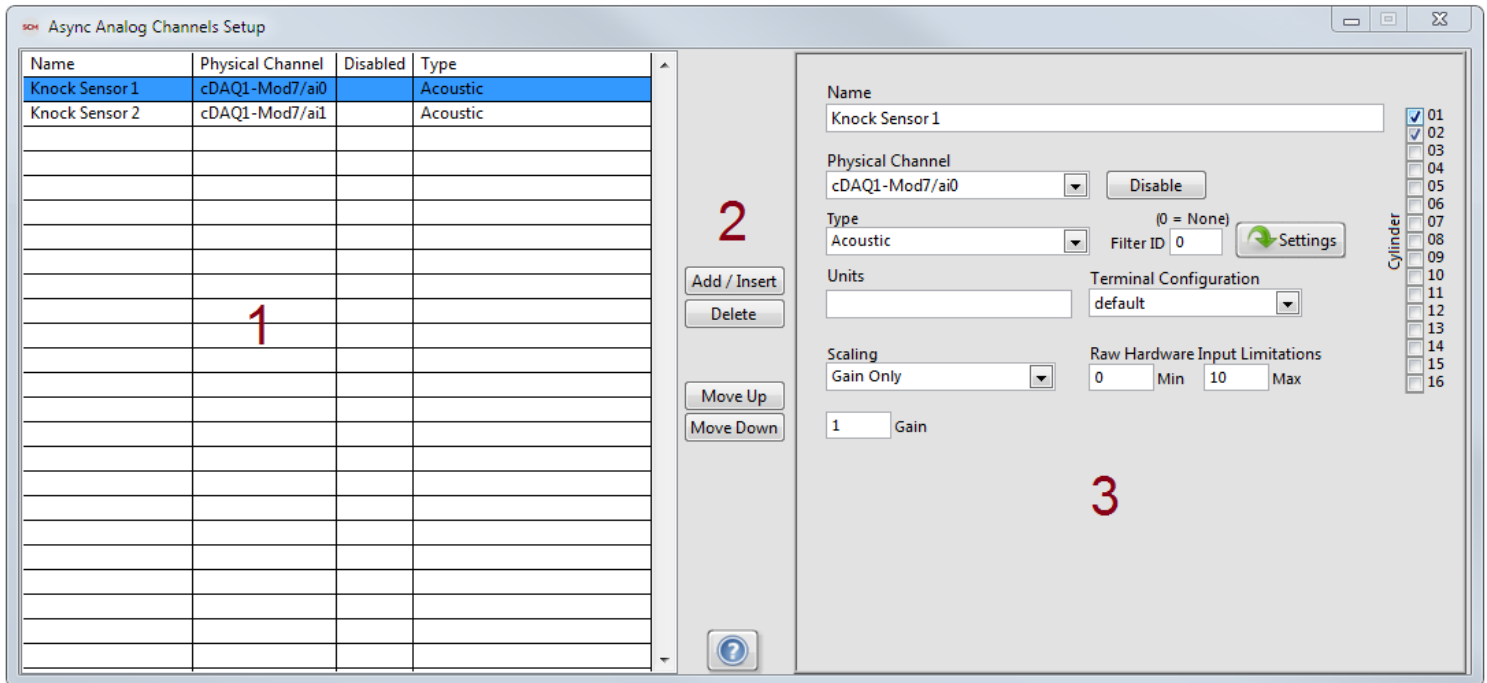 SCM Async Analog Channels Setup
Name Physical Channel Disabled Type
Knock Sensor 1 cDAQ1-Mod7/ai0 Acoustic
Knock Sensor 2 cDAQ1-Mod7/ai1 Acoustic
1
2
Add / Insert
Delete
Move Up
Move Down
?
Name
Knock Sensor 1
Physical Channel
cDAQ1-Mod7/ai0 Disable
Type (0 = None)
Acoustic Filter ID 0 Settings
Units Terminal Configuration
default
Scaling Raw Hardware Input Limitations
Gain Only 0 Min 10 Max
1 Gain
3
Cylinder
01
02
03
04
05
06
07
08
09
10
11
12
13
14
15
16